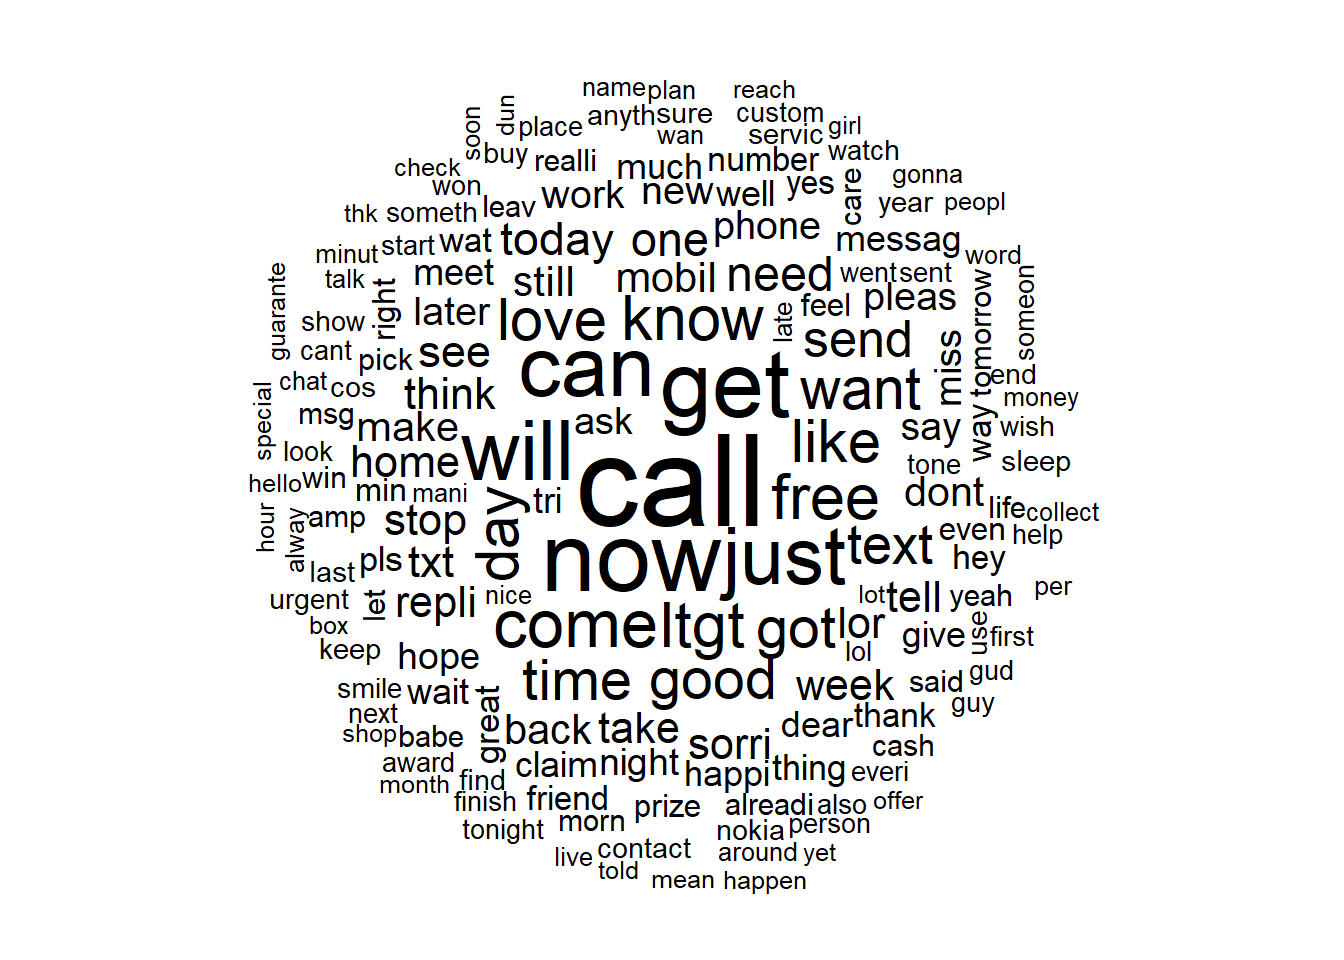 name plan reach
soon dun place anyth sure custom
wan servic girl
check buy realli much number watch
won work new well yes care gonna
thk someth leav phone year peopl
minut start wat today one messag word
talk meet still mobil need went sent
guarante right later love know late feel pleas tomorrow someon
show cant pick see send miss
chat cos think can get want end
special msg make ask like say way money wish
look home will call tone sleep
hello win min mani tri free dont life collect
hour alway amp stop day text even help
last pls txt now just hey
urgent let repli nice lot tell yeah per
box come ltgt got lor give use first
keep hope lol
smile wait time good week said gud
next great guy
shop babe back take sorri dear thank
award claim night happi thing cash
month find everi
finish friend prize alreadi also offer
tonight morn nokia person
live contact around yet
told mean happen